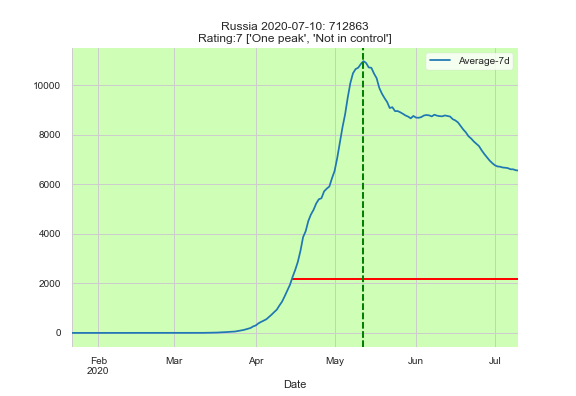 Russia 2020-07-10: 712863
Rating:7 ['One peak', 'Not in control']
Average-7d
10000
8000
6000
4000
2000
0
Feb Mar Apr May Jun Jul
2020
Date